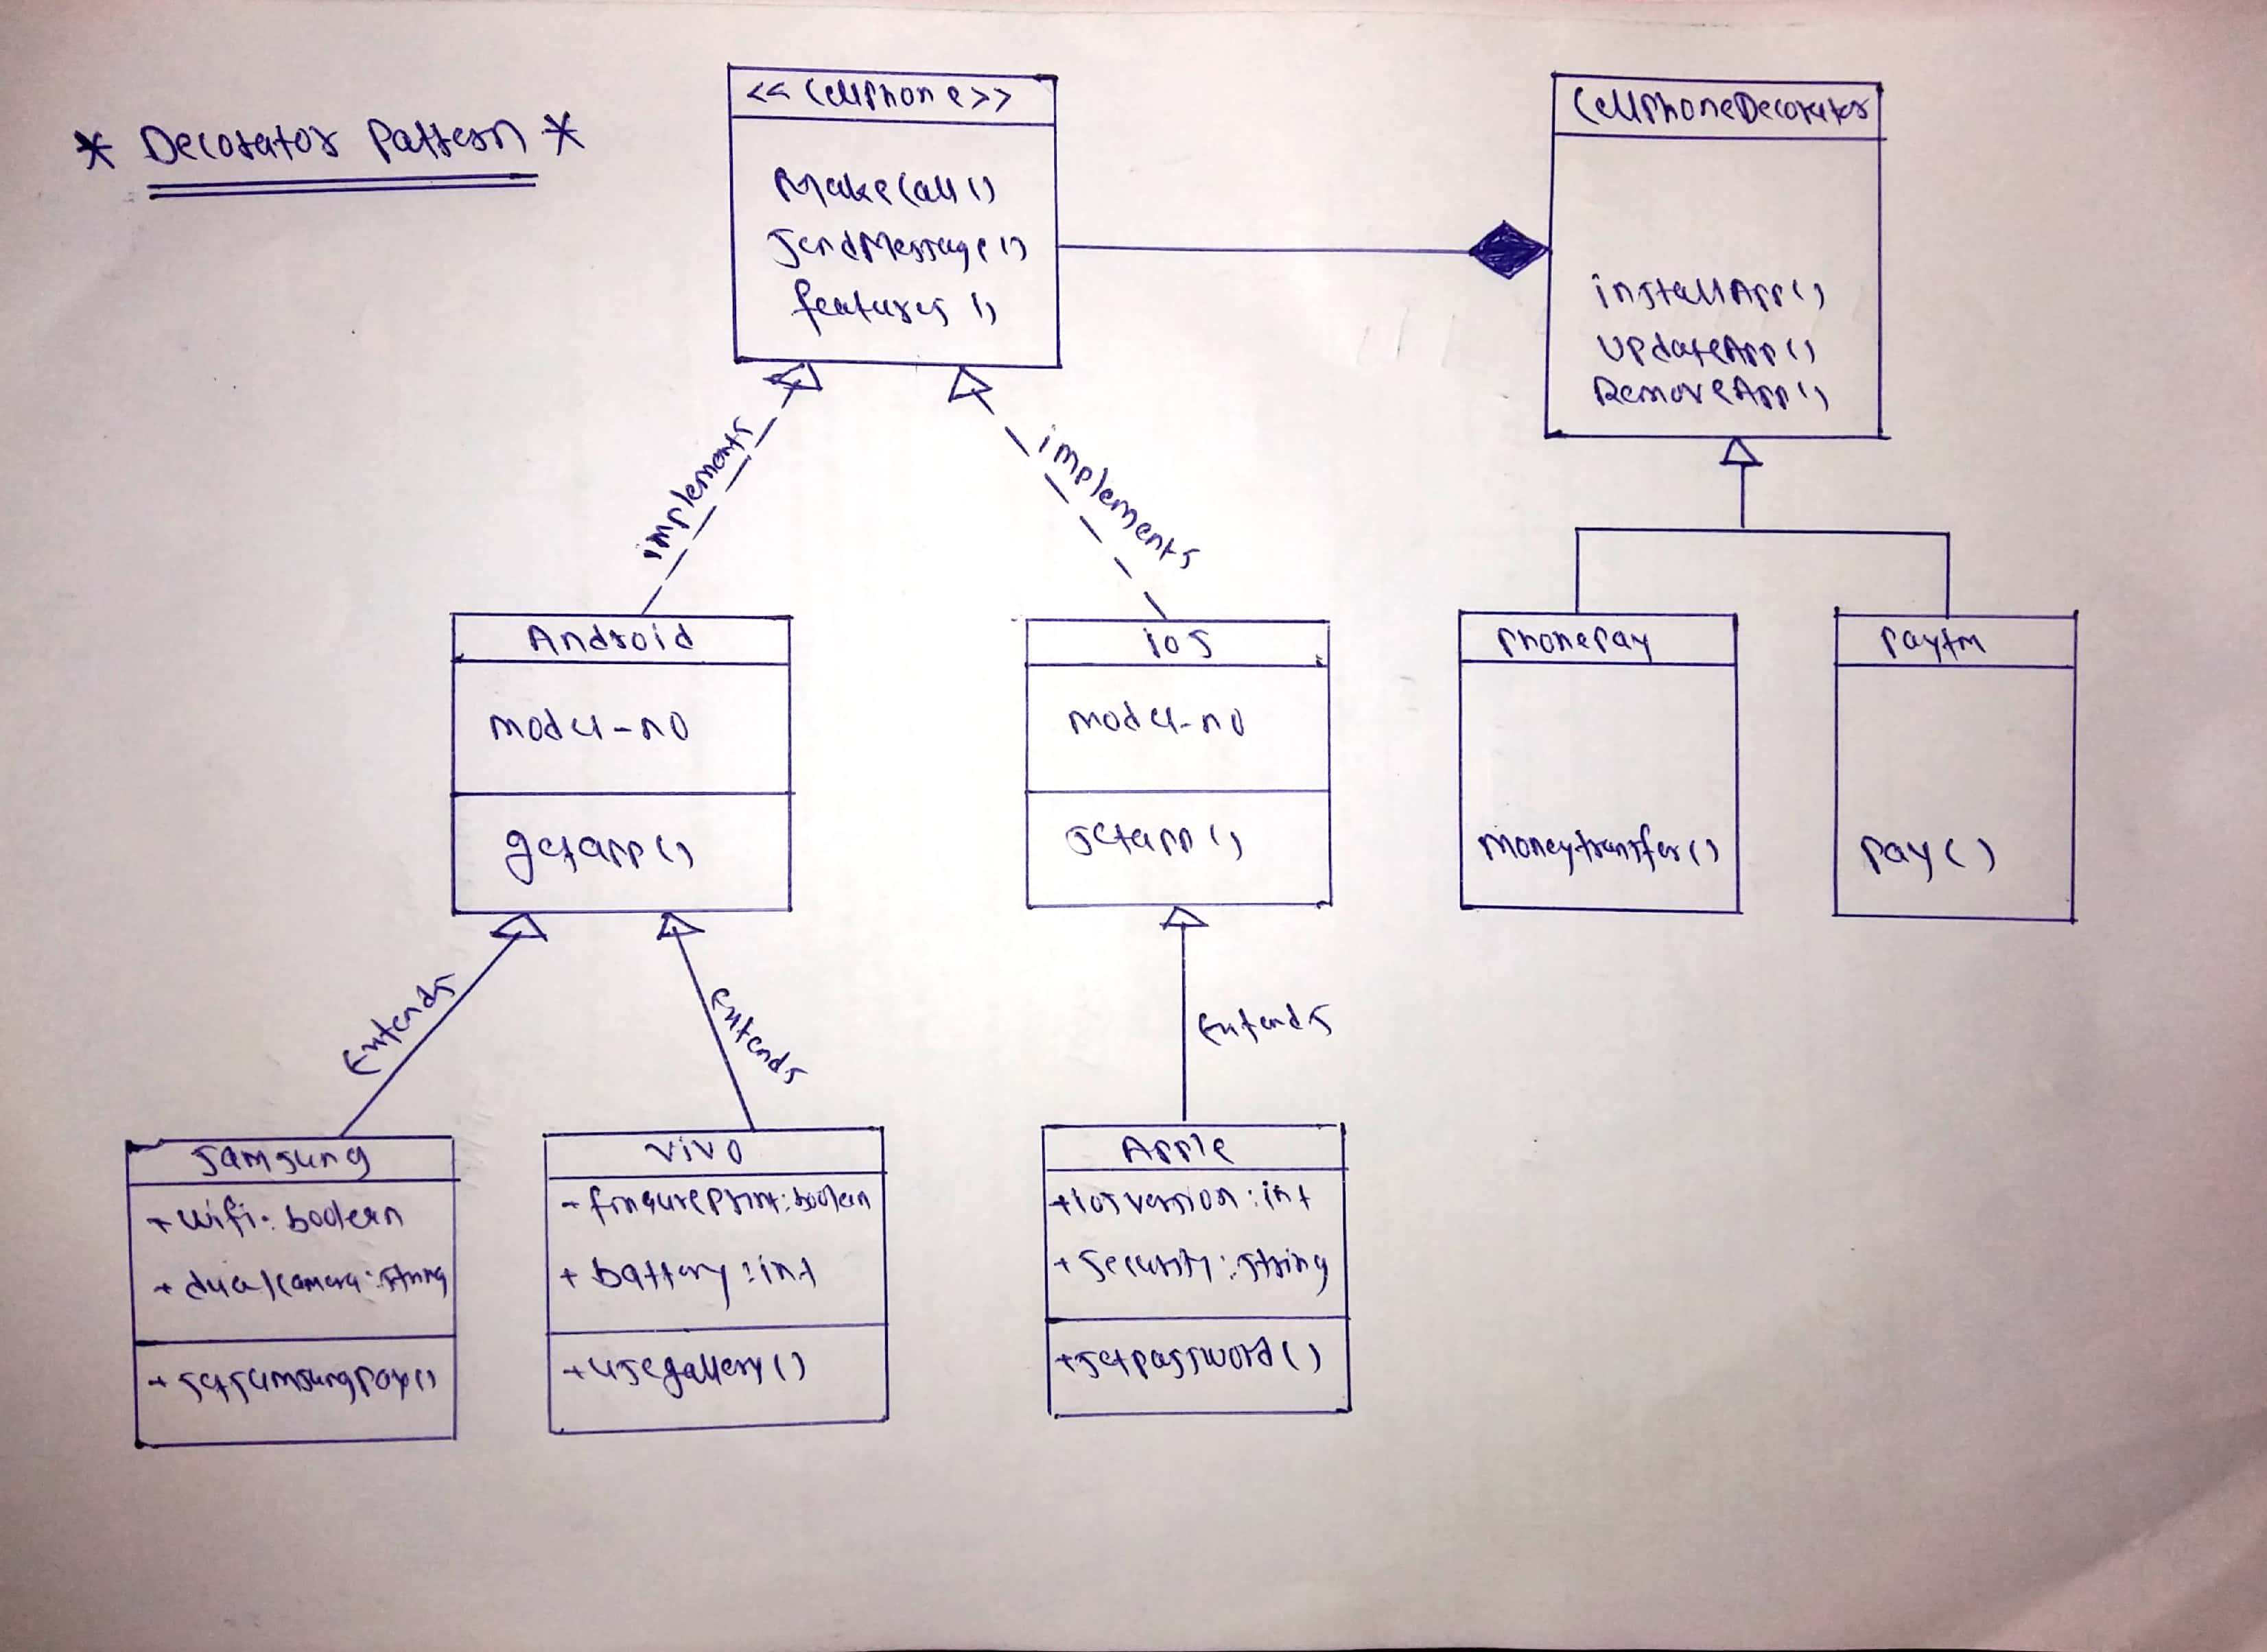 * Decorator Pattern *
<< CellPhone >>
MakeCall ()
SendMessage ()
features ()
CellPhoneDecorator
installApp ()
UpdateApp ()
RemoveApp ()
implements
implements
Android
model-no
getapp ()
ios
model-no
setapp ()
phonepay
moneytransfer ()
paytm
pay ()
Extends
Extends
Extends
Samsung
+ wifi: boolean
+ dualcamera: string
+ setsamsungpay ()
vivo
- fingureprint: boolean
+ battery : int
+ usegallery ()
Apple
+ iosversion : int
+ security : string
+ setpassword ()